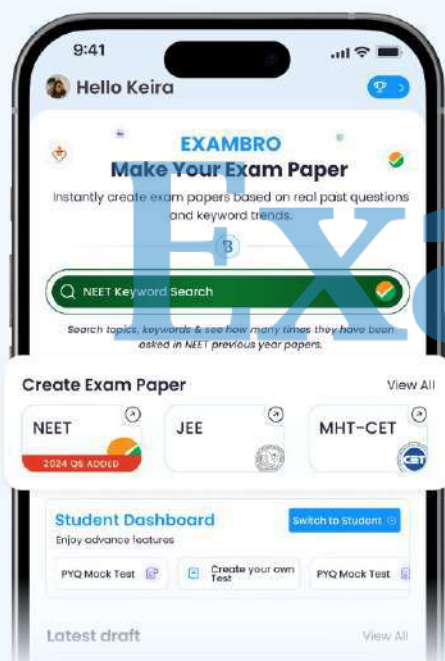 9:41
Hello Keira
EXAMBRO
Make Your Exam Paper
Instantly create exam papers based on real past questions
and keyword trends.
NEET Keyword Search
Search topics, keywords & see how many times they have been
asked in NEET previous year papers.
Exa
Create Exam Paper View All
NEET JEE MHT-CET
2024 QS ADDED
CET
Student Dashboard Switch to Student
Enjoy advance features
PYQ Mock Test Create your own Test PYQ Mock Test
Latest draft View All